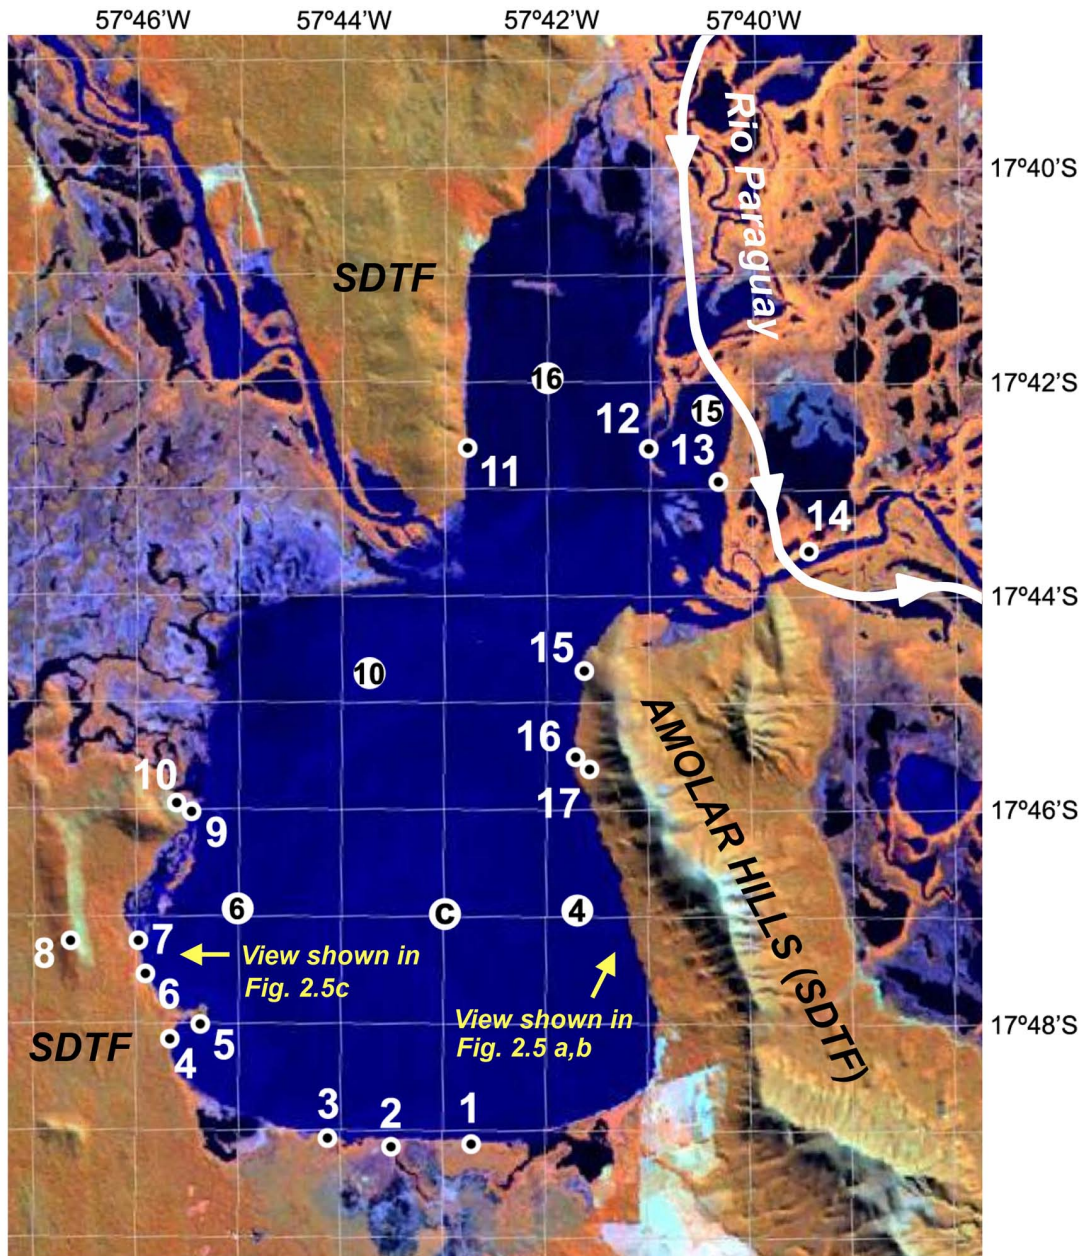 57°46'W 57°44'W 57°42'W 57°40'W
17°40'S
Rio Paraguay
SDTF
16
17°42'S
15
12
13
11
14
17°44'S
15
10
16
AMOLAR HILLS (SDTF)
10
17
17°46'S
9
6
C
4
8
7
View shown in
Fig. 2.5c
6
View shown in
Fig. 2.5 a,b
17°48'S
SDTF
5
4
3
2
1